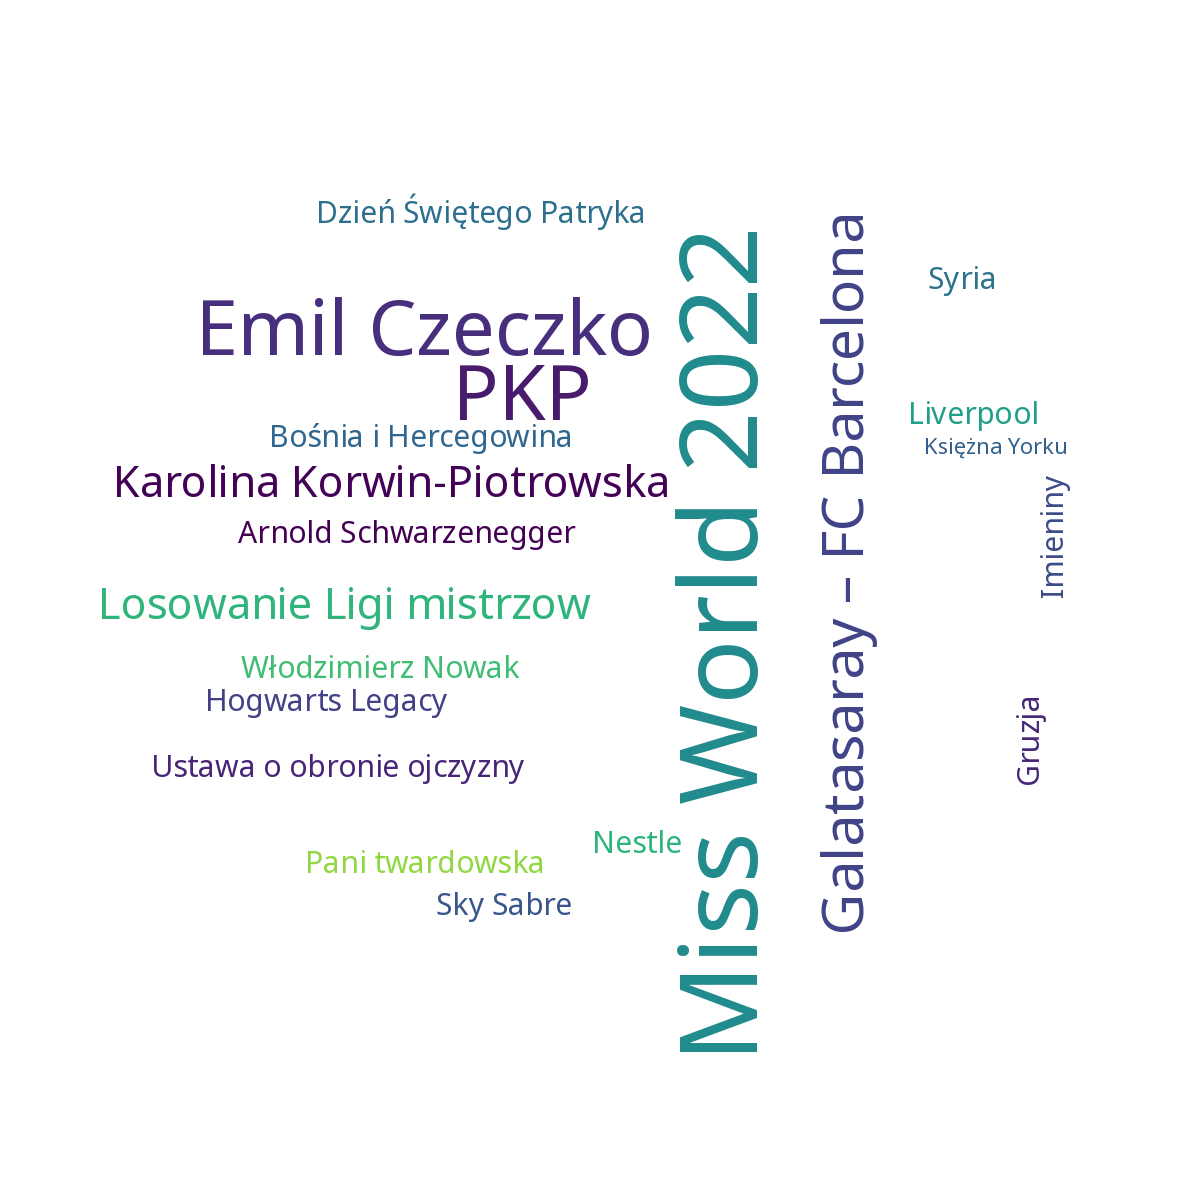 Dzień Świętego Patryka
Emil Czeczko
PKP
Bośnia i Hercegowina
Karolina Korwin-Piotrowska
Arnold Schwarzenegger
Losowanie Ligi mistrzow
Włodzimierz Nowak
Hogwarts Legacy
Ustawa o obronie ojczyzny
Pani twardowska
Nestle
Sky Sabre
Miss World 2022
Galatasaray – FC Barcelona
Syria
Liverpool
Księżna Yorku
Imieniny
Gruzja